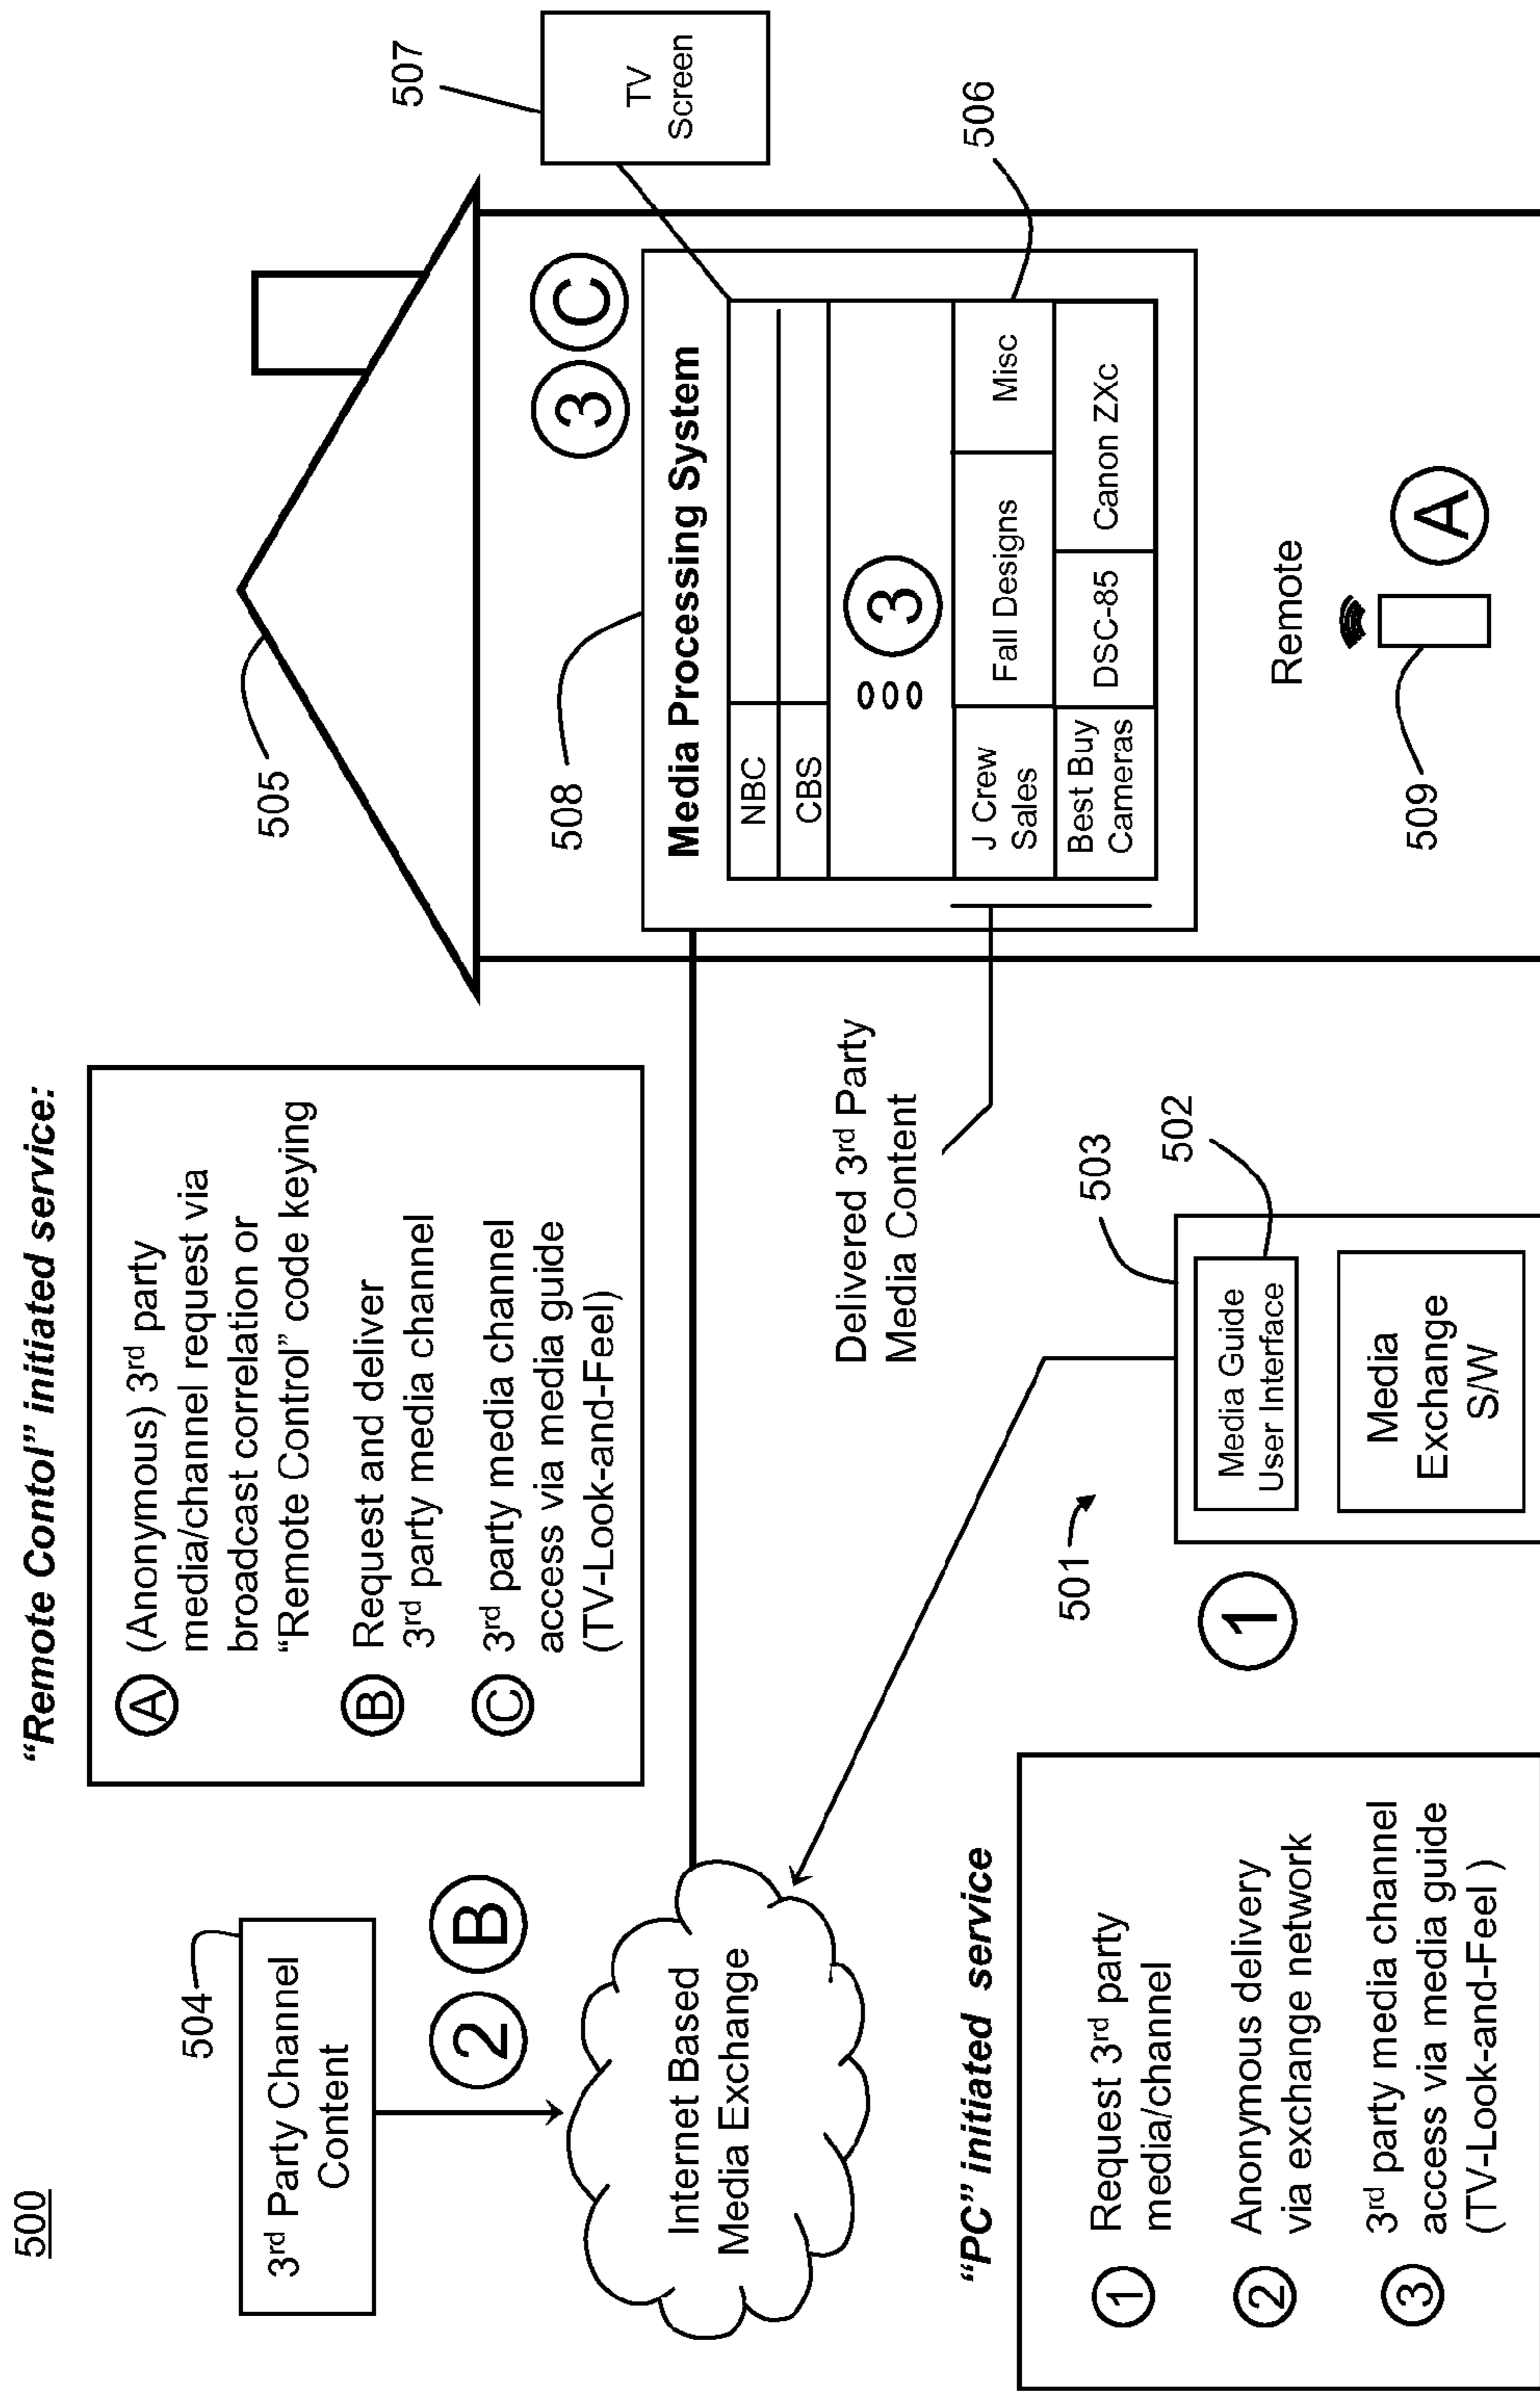 500
"Remote Contol" initiated service:
A (Anonymous) 3rd party
media/channel request via
broadcast correlation or
"Remote Control" code keying
B Request and deliver
3rd party media channel
C 3rd party media channel
access via media guide
(TV-Look-and-Feel)
504
3rd Party Channel
Content
2 B
Internet Based
Media Exchange
"PC" initiated service
1 Request 3rd party
media/channel
2 Anonymous delivery
via exchange network
3 3rd party media channel
access via media guide
(TV-Look-and-Feel )
Delivered 3rd Party
Media Content
501
503
502
1
Media Guide
User Interface
Media
Exchange
S/W
505
507
TV
Screen
3 C
508
Media Processing System
NBC
CBS
000 3
506
J Crew
Sales
Fall Designs
Misc
Best Buy
Cameras
DSC-85
Canon ZXc
Remote
509
A